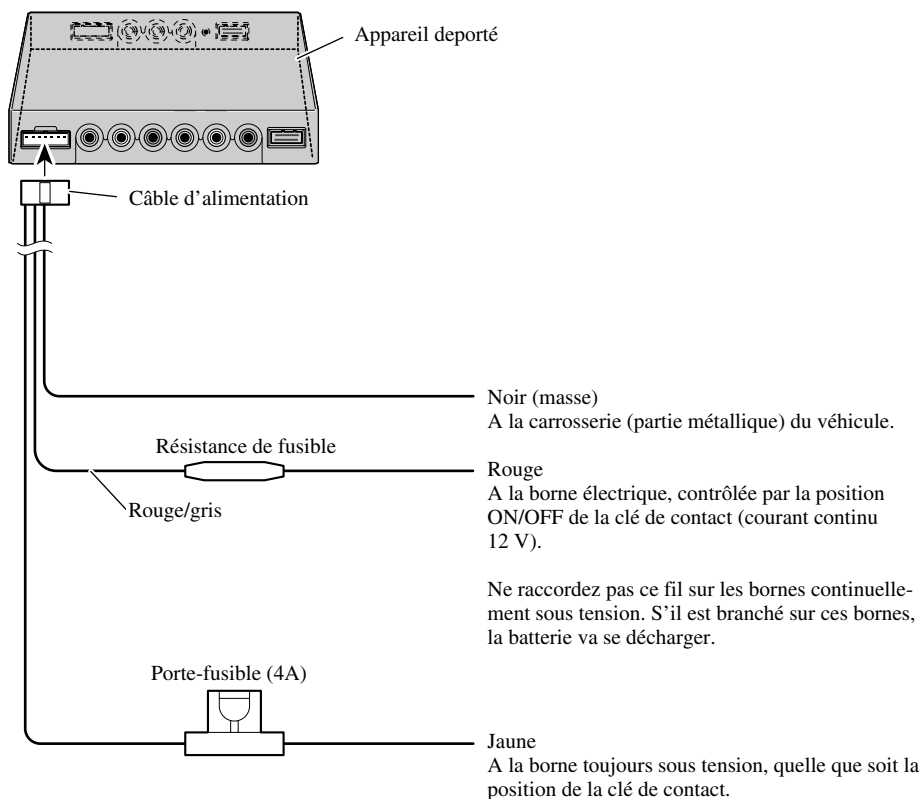 Appareil deporté
Câble d’alimentation
Noir (masse)
A la carrosserie (partie métallique) du véhicule.
Résistance de fusible
Rouge
A la borne électrique, contrôlée par la position
ON/OFF de la clé de contact (courant continu
12 V).
Rouge/gris
Ne raccordez pas ce fil sur les bornes continuelle-
ment sous tension. S’il est branché sur ces bornes,
la batterie va se décharger.
Porte-fusible (4A)
Jaune
A la borne toujours sous tension, quelle que soit la
position de la clé de contact.